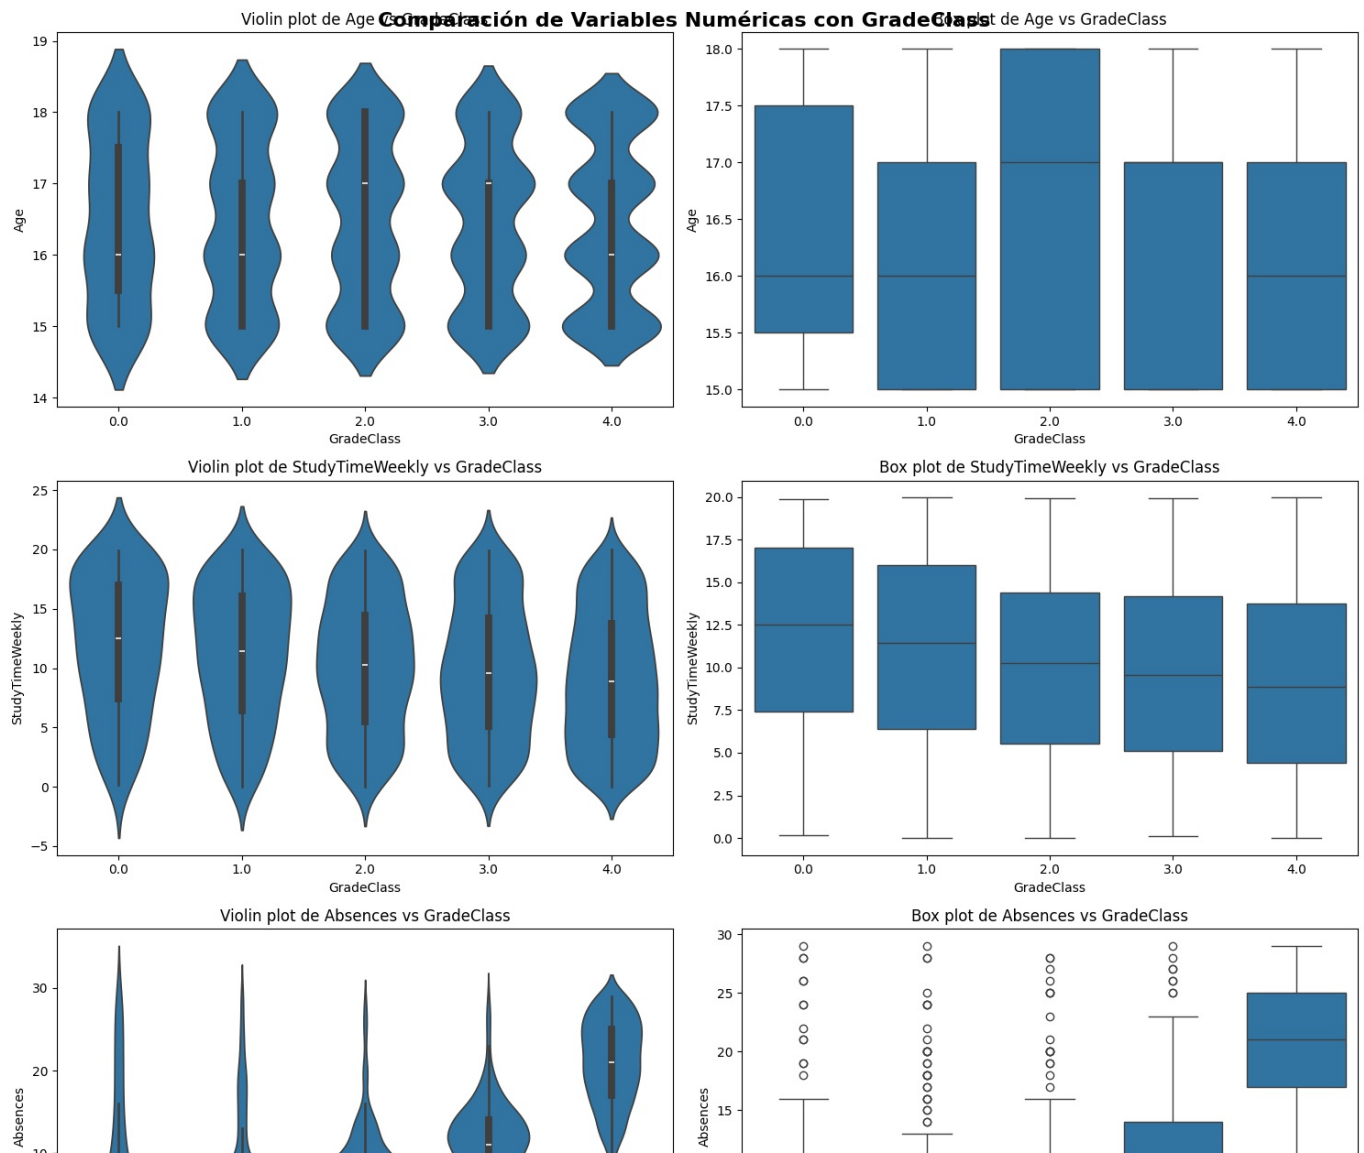 Comparación de Variables Numéricas con GradeClass
Violin plot de Age vs GradeClass
Box plot de Age vs GradeClass
19
18
17
16
15
14
Age
0.0 1.0 2.0 3.0 4.0
GradeClass
18.0
17.5
17.0
16.5
16.0
15.5
15.0
Age
0.0 1.0 2.0 3.0 4.0
GradeClass
Violin plot de StudyTimeWeekly vs GradeClass
25
20
15
10
5
0
−5
StudyTimeWeekly
0.0 1.0 2.0 3.0 4.0
GradeClass
Box plot de StudyTimeWeekly vs GradeClass
20.0
17.5
15.0
12.5
10.0
7.5
5.0
2.5
0.0
StudyTimeWeekly
0.0 1.0 2.0 3.0 4.0
GradeClass
Violin plot de Absences vs GradeClass
30
20
10
Absences
Box plot de Absences vs GradeClass
30
25
20
15
Absences